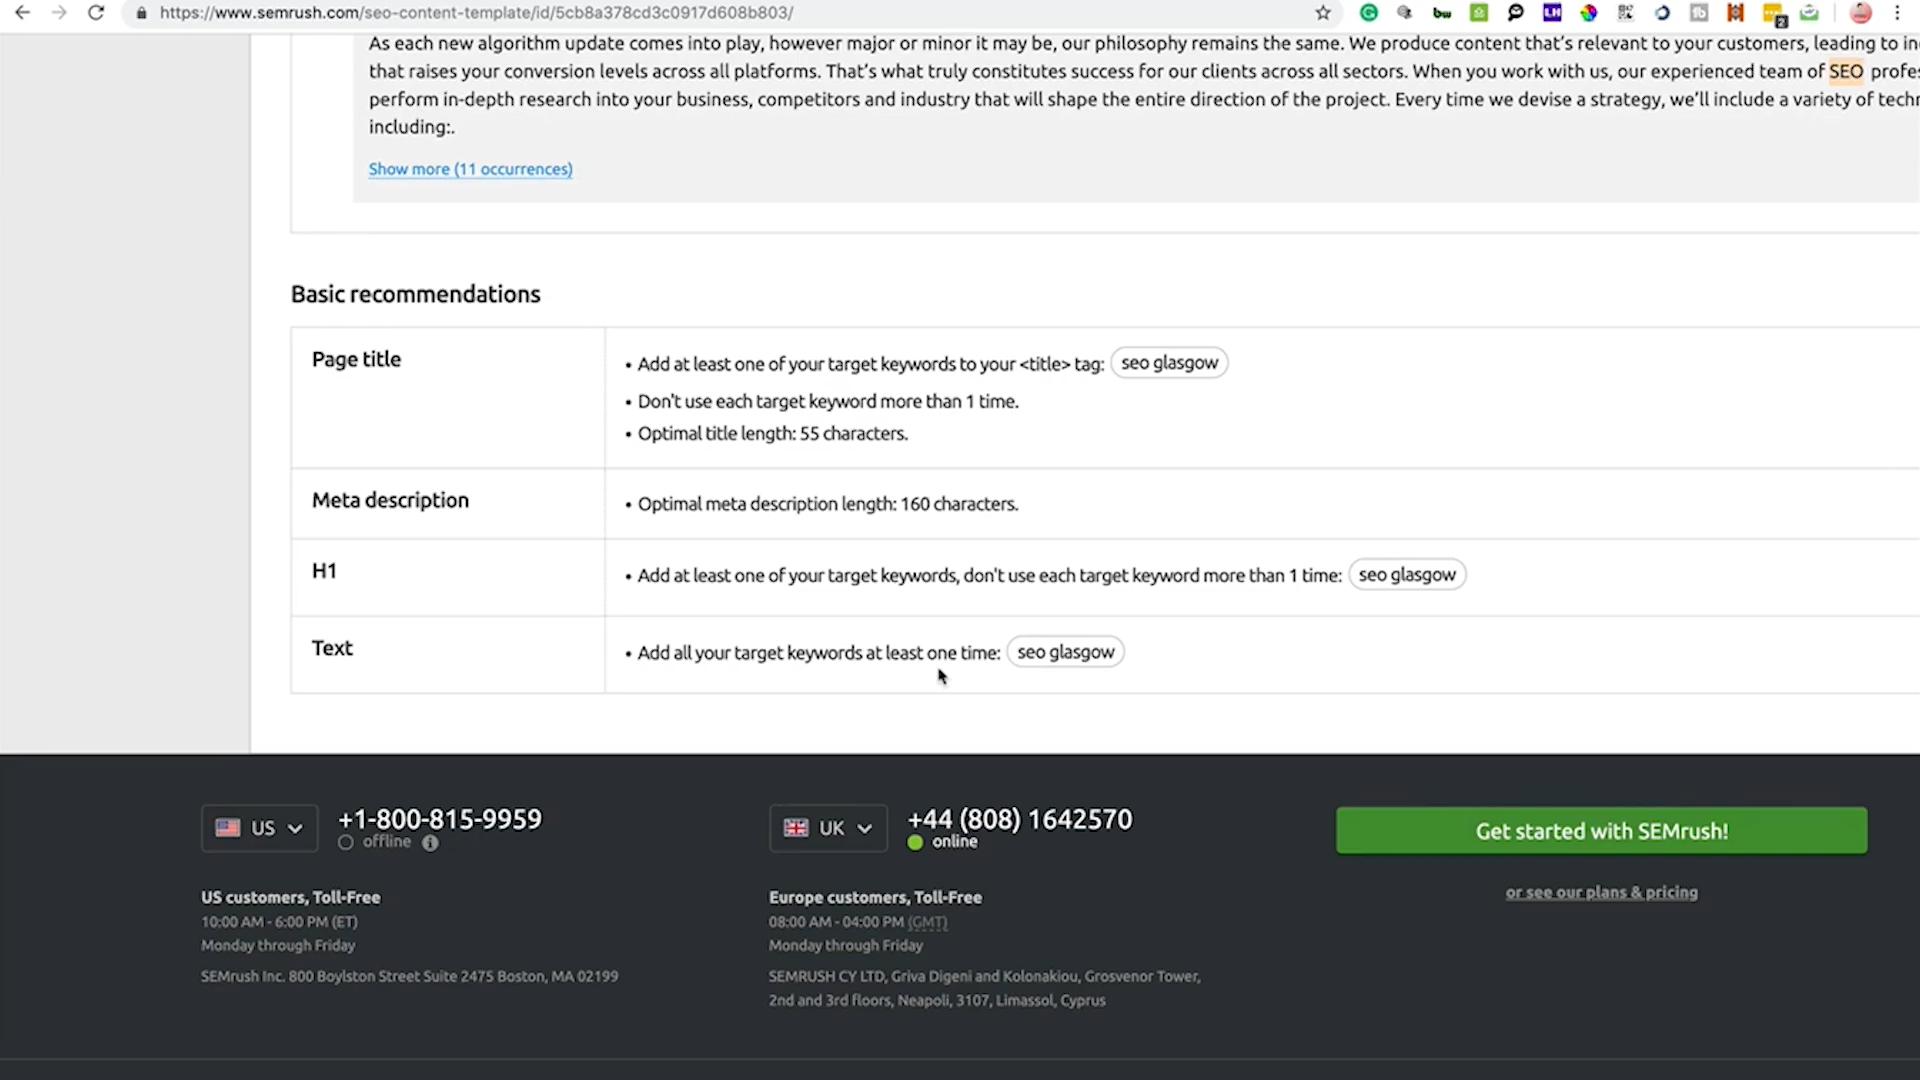 https://www.semrush.com/seo-content-template/id/5cb8a378cd3c0917d608b803/
As each new algorithm update comes into play, however major or minor it may be, our philosophy remains the same. We produce content that's relevant to your customers, leading to
that raises your conversion levels across all platforms. That's what truly constitutes success for our clients across all sectors. When you work with us, our experienced team of SEO
perform in-depth research into your business, competitors and industry that will shape the entire direction of the project. Every time we devise a strategy, we'll include a variety of
including:.
Show more (11 occurrences)
Basic recommendations
Page title
• Add at least one of your target keywords to your <title> tag: seo glasgow
• Don't use each target keyword more than 1 time.
• Optimal title length: 55 characters.
Meta description
• Optimal meta description length: 160 characters.
H1
• Add at least one of your target keywords, don't use each target keyword more than 1 time: seo glasgow
Text
• Add all your target keywords at least one time: seo glasgow
US
+1-800-815-9959
offline
US customers, Toll-Free
10:00 AM - 6:00 PM (ET)
Monday through Friday
SEMrush Inc. 800 Boylston Street Suite 2475 Boston, MA 02199
UK
+44 (808) 1642570
online
Europe customers, Toll-Free
08:00 AM - 04:00 PM (GMT)
Monday through Friday
SEMRUSH CY LTD, Griva Digeni and Kolonakiou, Grosvenor Tower,
2nd and 3rd floors, Neapoli, 3107, Limassol, Cyprus
Get started with SEMrush!
or see our plans & pricing